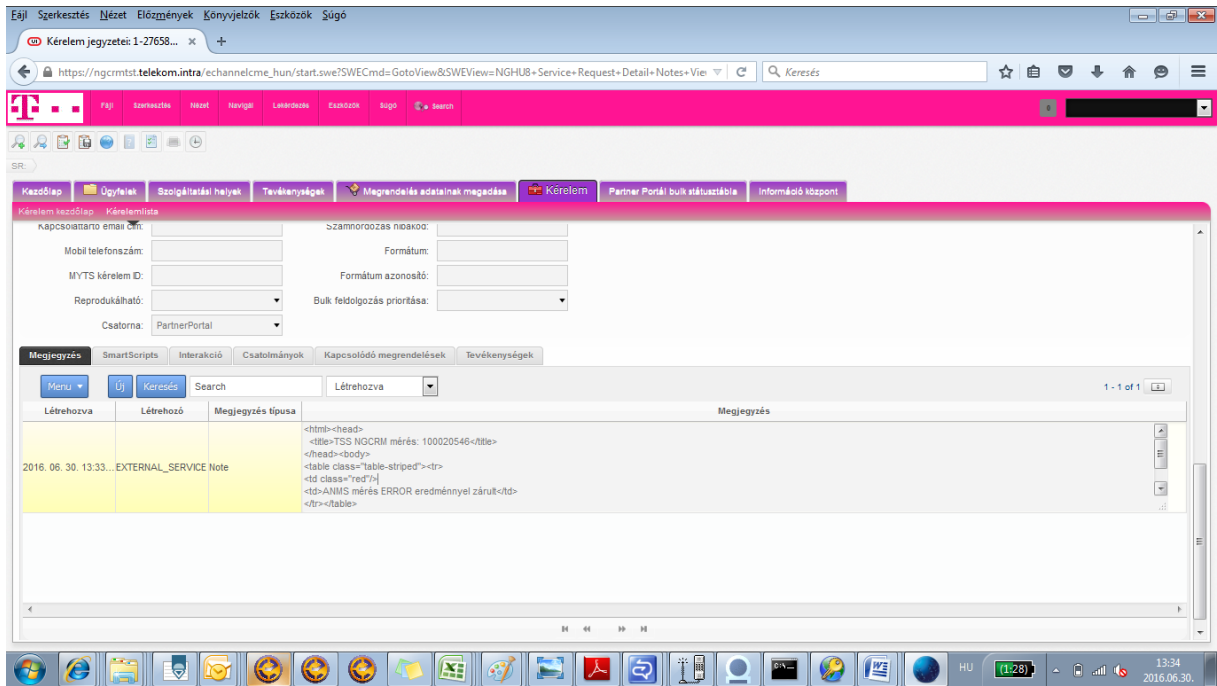 Fájl Szerkesztés Nézet Előzmények Könyvjelzők Eszközök Súgó
Kérelem jegyzetei: 1-27658... × +
https://ngcrmtst.telekom.intra/echannelcme_hun/start.swe?SWECmd=GotoView&SWEView=NGHU8+Service+Request+Detail+Notes+Vie Keresés
T Fájl Szerkesztés Nézet Navigál Lekérdezés Eszközök Súgó Search 0
SR:
Kezdőlap Ügyfelek Szolgáltatási helyek Tevékenységek Megrendelés adatainak megadása Kérelem Partner Portál bulk státusztábla Információ központ
Kérelem kezdőlap Kérelemlista
Kapcsolattartó email cím: Számhordozás hibakód:
Mobil telefonszám: Formátum:
MYTS kérelem ID: Formátum azonosító:
Reprodukálható: Bulk feldolgozás prioritása:
Csatorna: PartnerPortal
Megjegyzés SmartScripts Interakció Csatolmányok Kapcsolódó megrendelések Tevékenységek
Menu Új Keresés Search Létrehozva 1 - 1 of 1
Létrehozva Létrehozó Megjegyzés típusa Megjegyzés
<html><head>
<title>TSS NGCRM mérés: 100020546</title>
</head><body>
<table class="table-striped"><tr>
2016. 06. 30. 13:33... EXTERNAL_SERVICE Note
<td class="red"/>
<td>ANMS mérés ERROR eredménnyel zárult</td>
</tr></table>
HU (1:28) 13:34
2016.06.30.